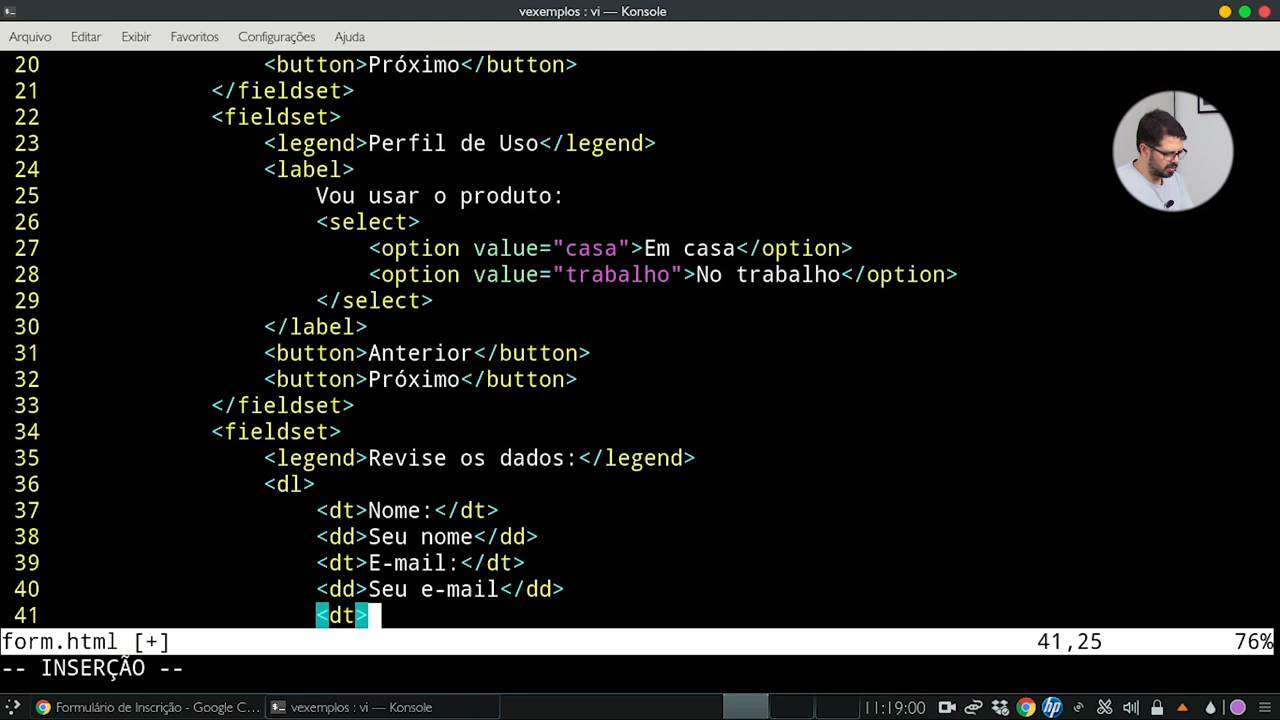 vexemplos : vi — Konsole
Arquivo Editar Exibir Favoritos Configurações Ajuda
20 <button>Próximo</button>
21 </fieldset>
22 <fieldset>
23 <legend>Perfil de Uso</legend>
24 <label>
25 Vou usar o produto:
26 <select>
27 <option value="casa">Em casa</option>
28 <option value="trabalho">No trabalho</option>
29 </select>
30 </label>
31 <button>Anterior</button>
32 <button>Próximo</button>
33 </fieldset>
34 <fieldset>
35 <legend>Revise os dados:</legend>
36 <dl>
37 <dt>Nome:</dt>
38 <dd>Seu nome</dd>
39 <dt>E-mail:</dt>
40 <dd>Seu e-mail</dd>
41 <dt>
form.html [+] 41,25 76%
-- INSERÇÃO --
Formulário de Inscrição - Google C... vexemplos : vi — Konsole 11:19:00 hp